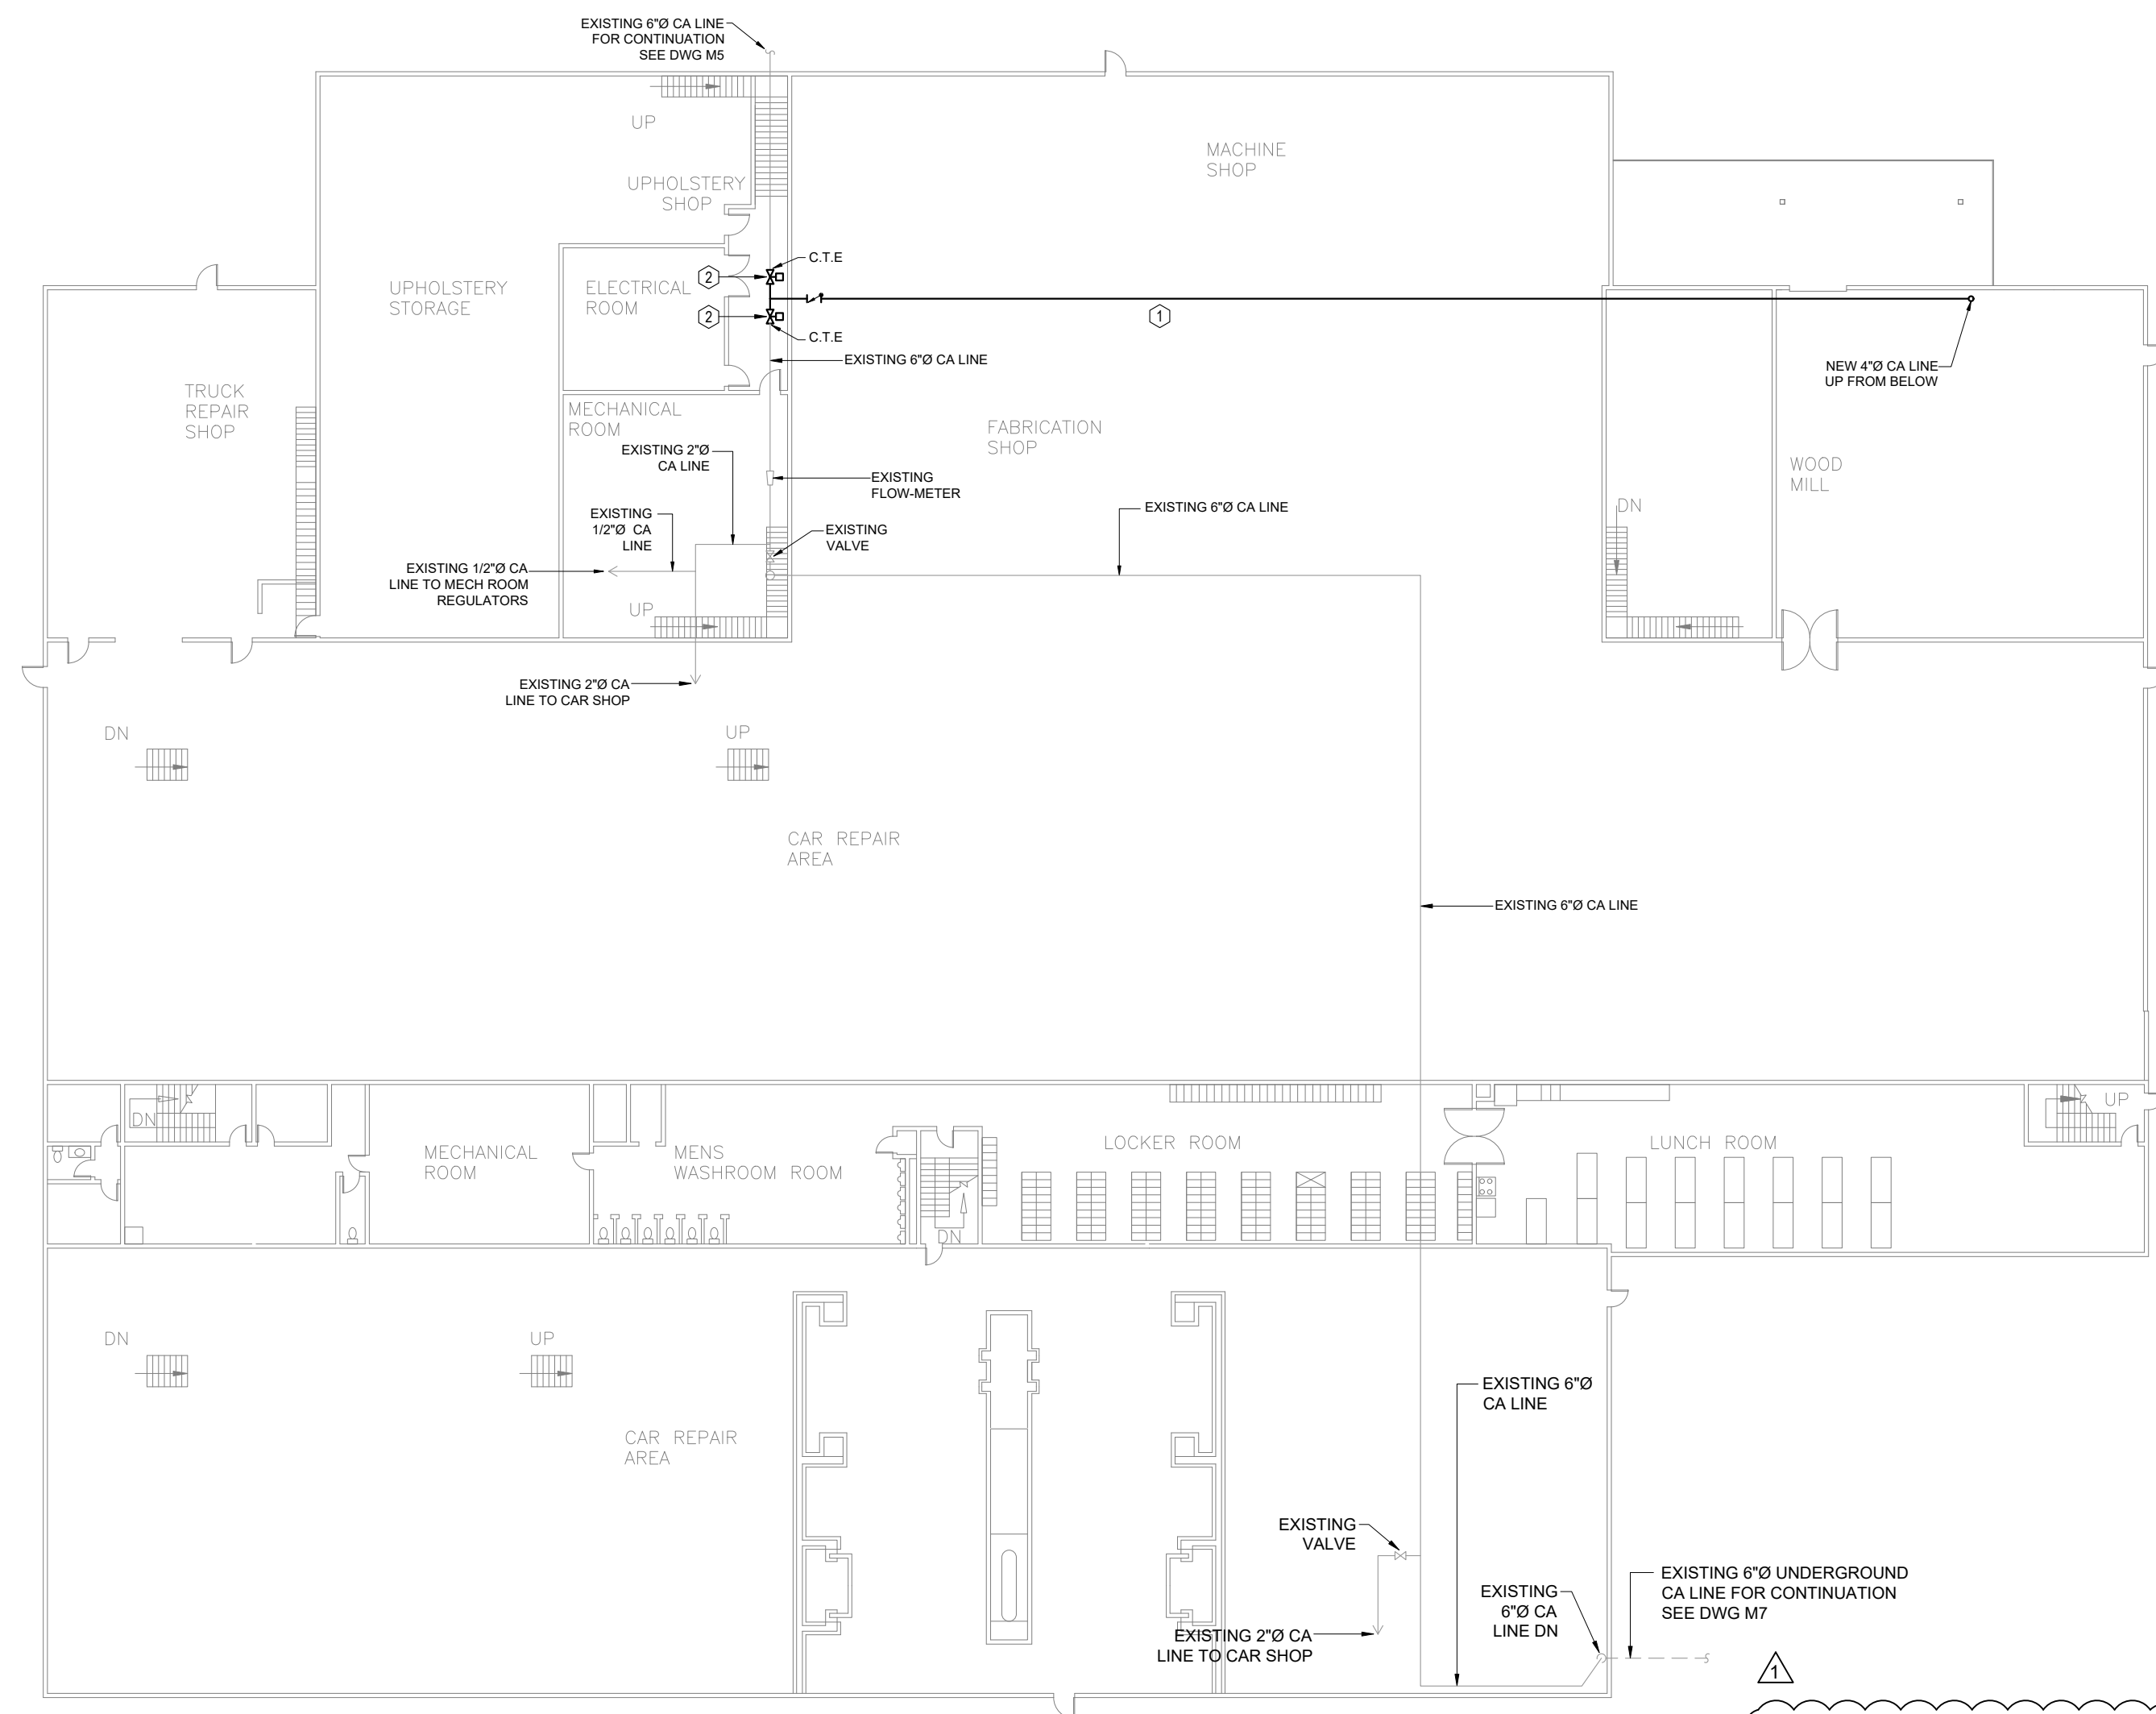 EXISTING 6"Ø CA LINE
FOR CONTINUATION
SEE DWG M5
UP
UPHOLSTERY
SHOP
MACHINE
SHOP
C.T.E
2
UPHOLSTERY
STORAGE
ELECTRICAL
ROOM
2
1
C.T.E
EXISTING 6"Ø CA LINE
NEW 4"Ø CA LINE
UP FROM BELOW
TRUCK
REPAIR
SHOP
MECHANICAL
ROOM
FABRICATION
SHOP
EXISTING 2"Ø
CA LINE
WOOD
MILL
EXISTING
FLOW-METER
EXISTING 6"Ø CA LINE
DN
EXISTING
1/2"Ø CA
LINE
EXISTING
VALVE
EXISTING 1/2"Ø CA
LINE TO MECH ROOM
REGULATORS
UP
EXISTING 2"Ø CA
LINE TO CAR SHOP
DN
UP
CAR REPAIR
AREA
EXISTING 6"Ø CA LINE
DN
UP
MECHANICAL
ROOM
MENS
WASHROOM ROOM
LOCKER ROOM
LUNCH ROOM
DN
DN
UP
EXISTING 6"Ø
CA LINE
CAR REPAIR
AREA
EXISTING
VALVE
EXISTING
6"Ø CA
LINE DN
EXISTING 6"Ø UNDERGROUND
CA LINE FOR CONTINUATION
SEE DWG M7
EXISTING 2"Ø CA
LINE TO CAR SHOP
1